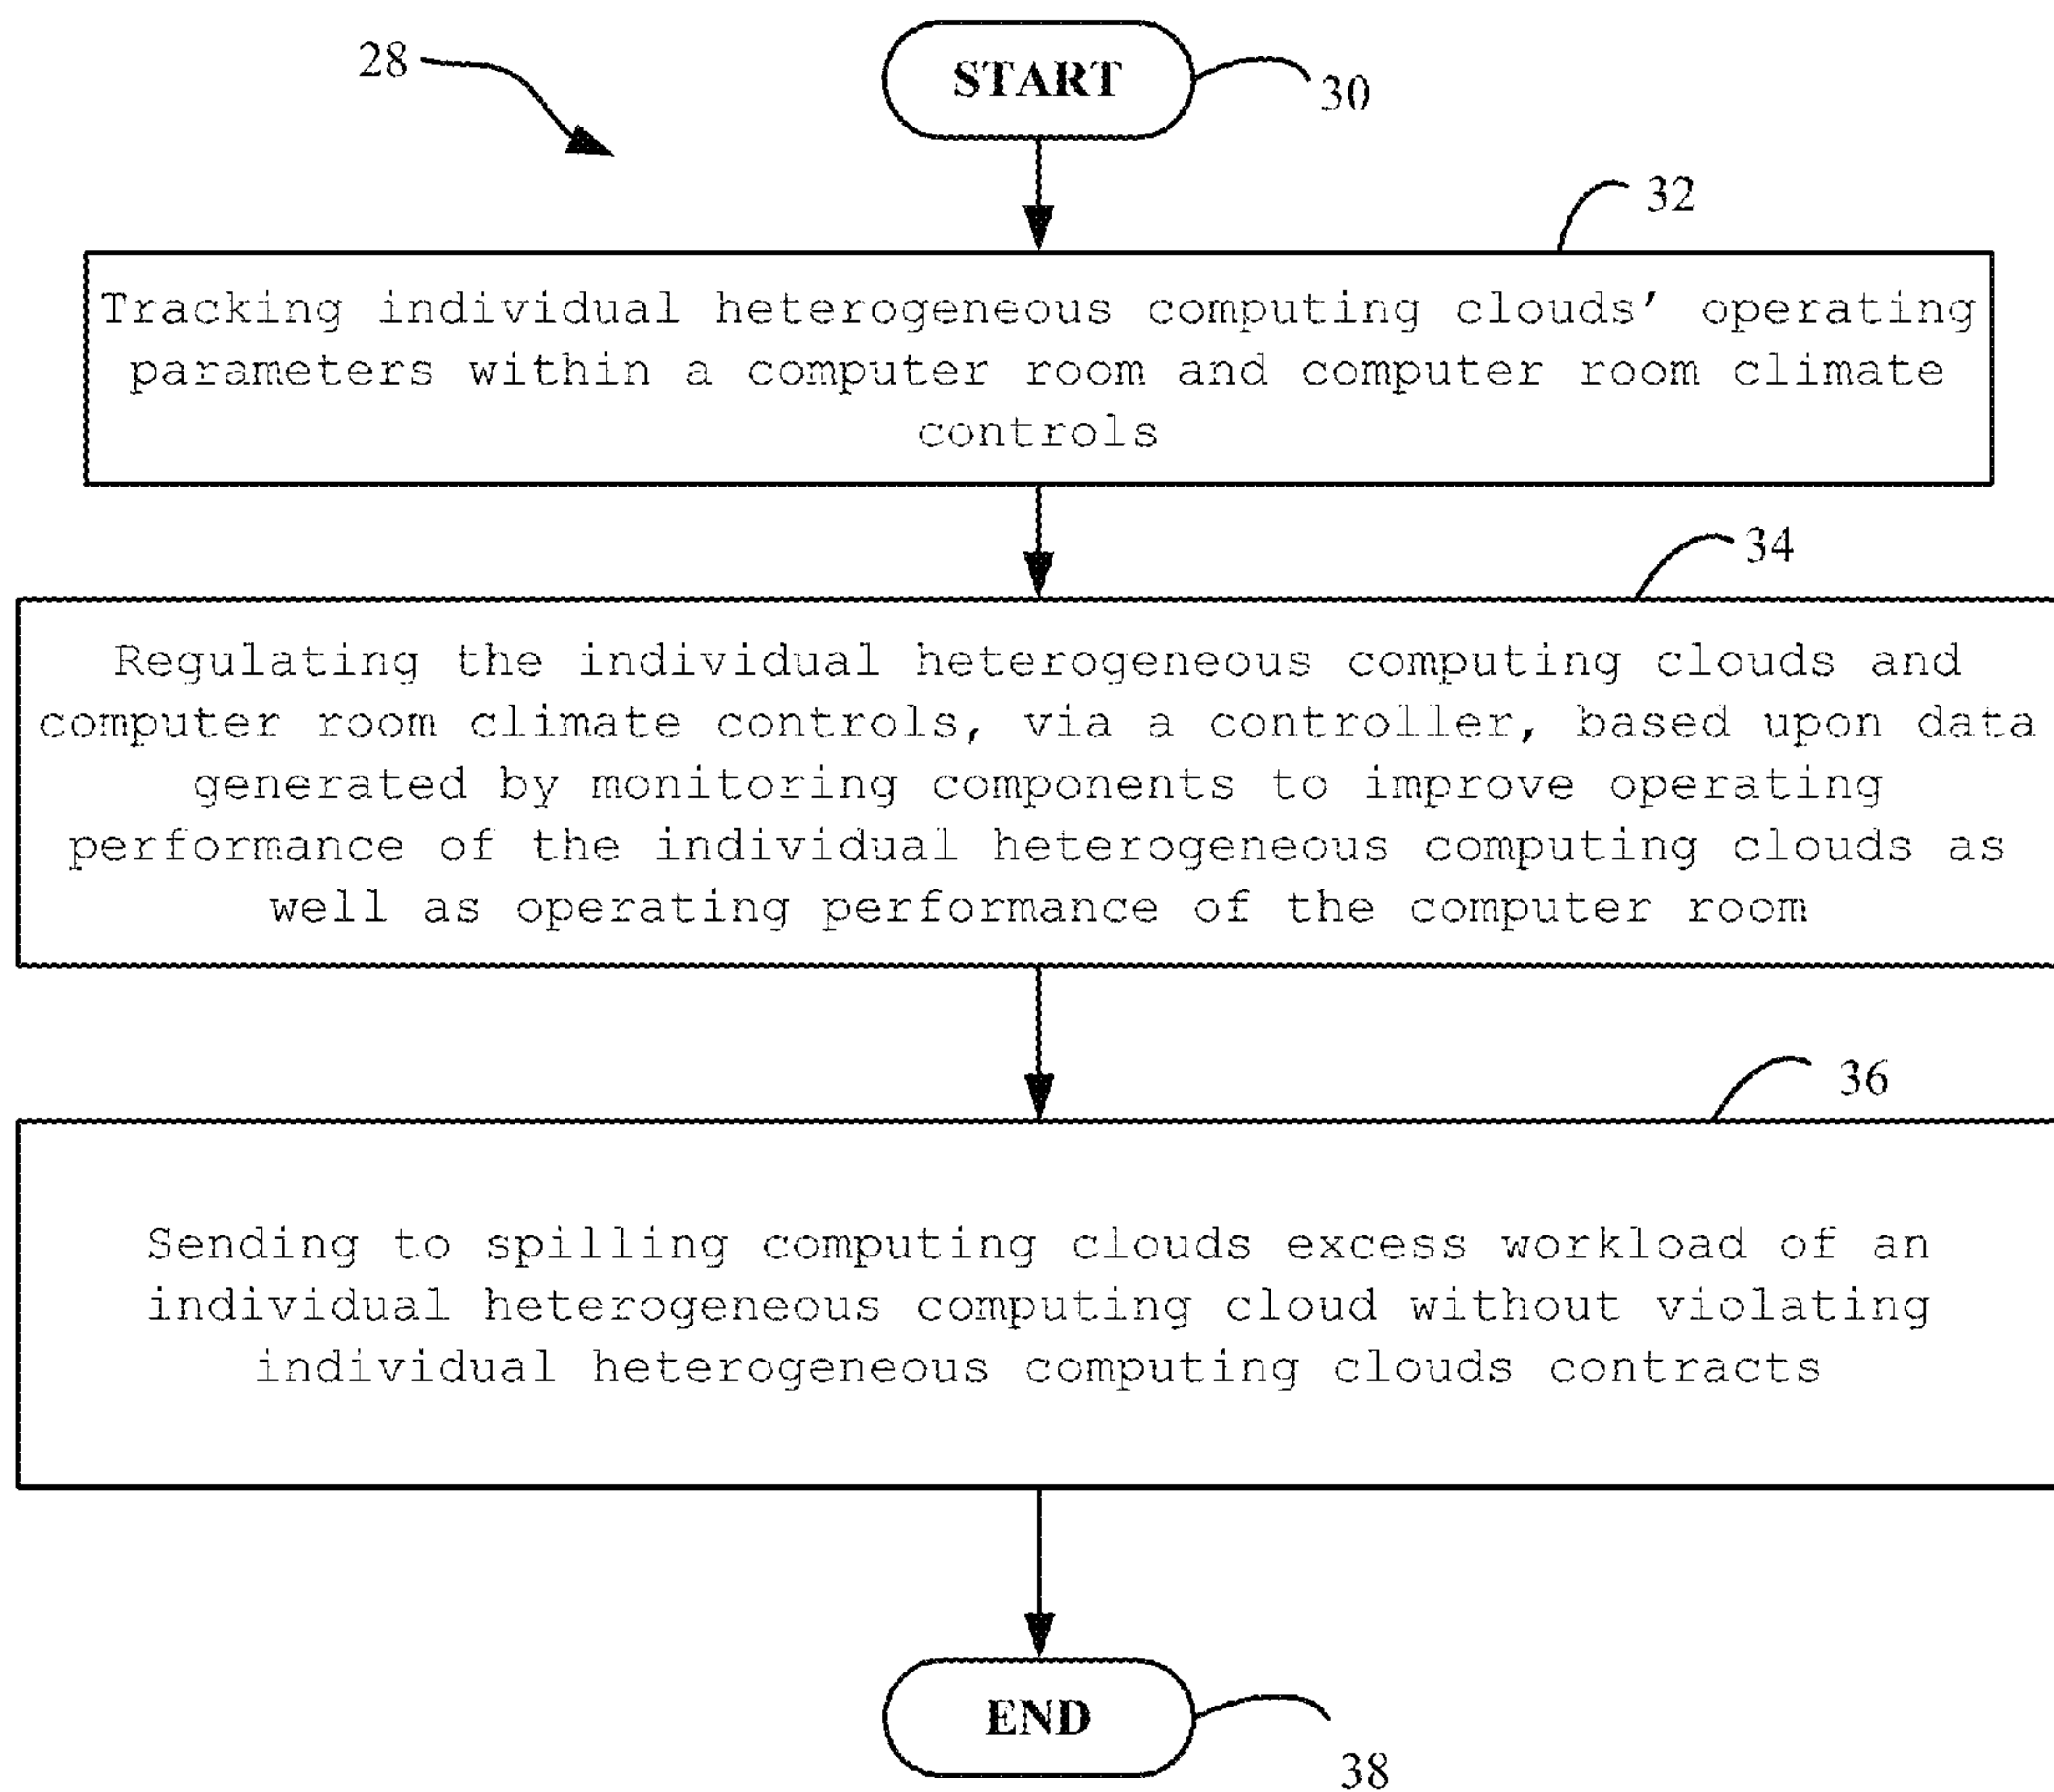 28
START
30
32
Tracking individual heterogeneous computing clouds’ operating
parameters within a computer room and computer room climate
controls
34
Regulating the individual heterogeneous computing clouds and
computer room climate controls, via a controller, based upon data
generated by monitoring components to improve operating
performance of the individual heterogeneous computing clouds as
well as operating performance of the computer room
36
Sending to spilling computing clouds excess workload of an
individual heterogeneous computing cloud without violating
individual heterogeneous computing clouds contracts
END
38